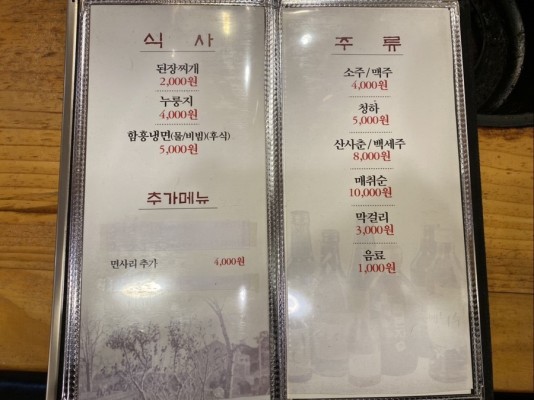 식 사
된장찌개
2,000원
누룽지
4,000원
함흥냉면(물/비빔)(후식)
5,000원
추가메뉴
면사리 추가 4,000원
주 류
소주/맥주
4,000원
청하
5,000원
산사춘/백세주
8,000원
매취순
10,000원
막걸리
3,000원
음료
1,000원